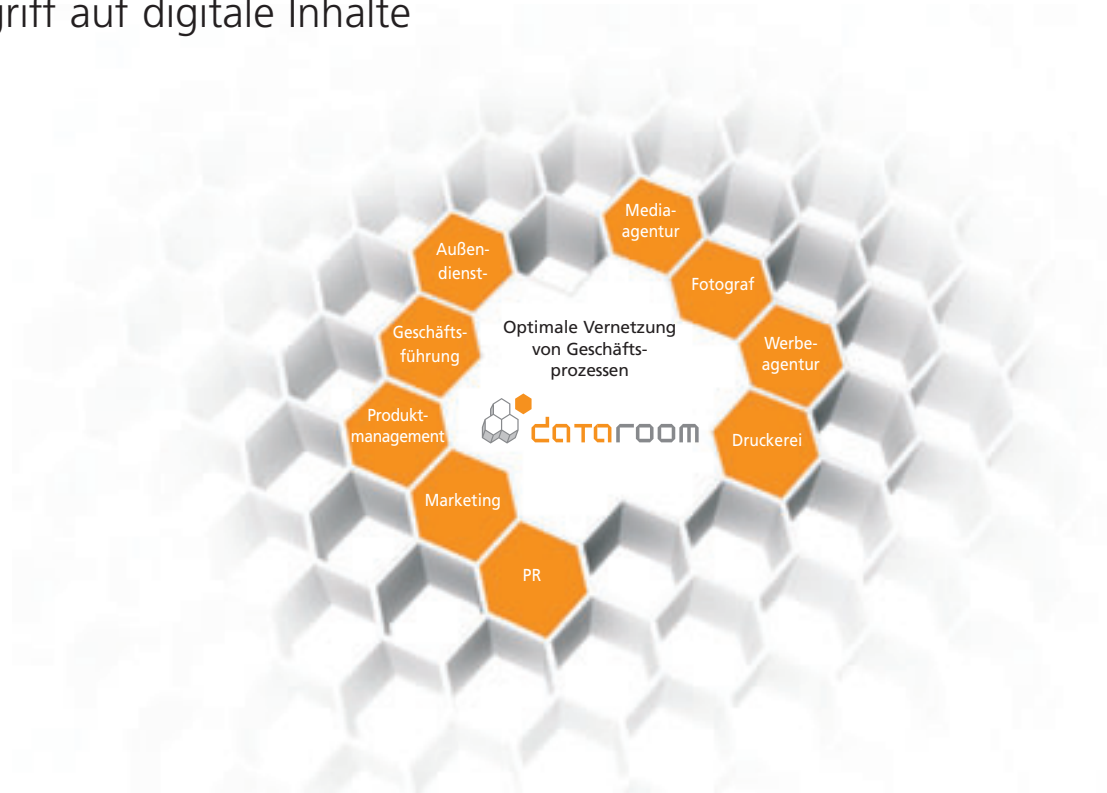 auf digitale Inhalte
Media-
agentur
Außen-
dienst-
Fotograf
Geschäfts-
führung
Optimale Vernetzung
von Geschäfts-
prozessen
Werbe-
agentur
Produkt-
management
dataroom
Druckerei
Marketing
PR